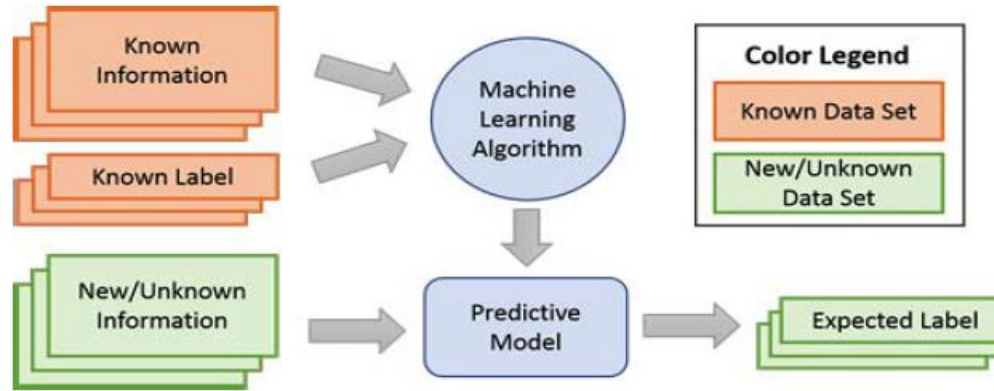 Known
Information
Known Label
New/Unknown
Information
Machine
Learning
Algorithm
Predictive
Model
Expected Label
Color Legend
Known Data Set
New/Unknown
Data Set